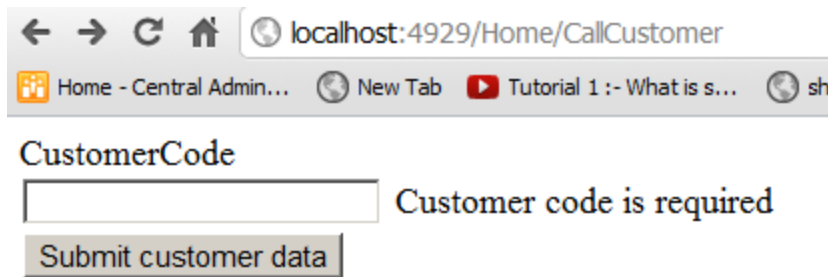 localhost:4929/Home/CallCustomer
Home - Central Admin... New Tab Tutorial 1 :- What is s... sh
CustomerCode
Customer code is required
Submit customer data